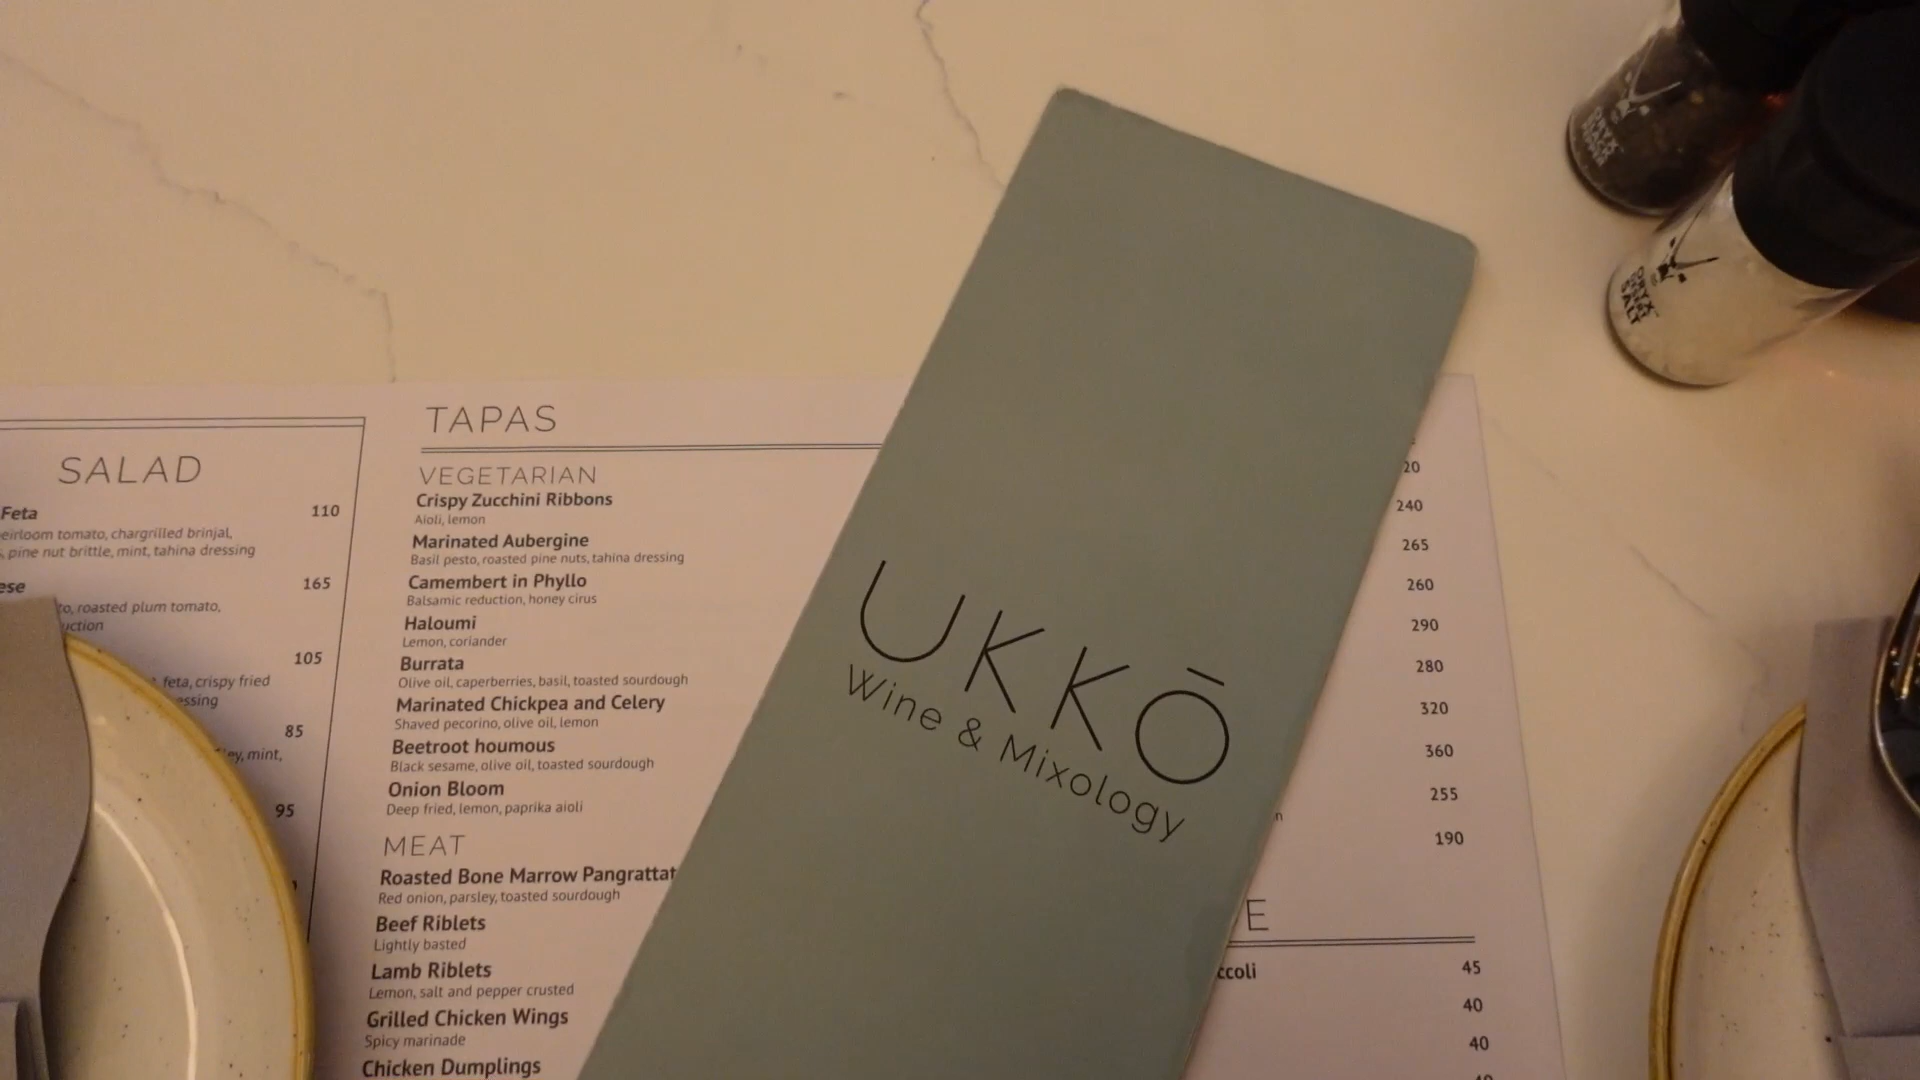 SALAD
Feta 110
eirloom tomato, chargrilled brinjal,
pine nut brittle, mint, tahina dressing
ese 165
to, roasted plum tomato,
uction
105
feta, crispy fried
essing
85
ey, mint,
95
TAPAS
VEGETARIAN
Crispy Zucchini Ribbons
Aioli, lemon
Marinated Aubergine
Basil pesto, roasted pine nuts, tahina dressing
Camembert in Phyllo
Balsamic reduction, honey cirus
Haloumi
Lemon, coriander
Burrata
Olive oil, caperberries, basil, toasted sourdough
Marinated Chickpea and Celery
Shaved pecorino, olive oil, lemon
Beetroot houmous
Black sesame, olive oil, toasted sourdough
Onion Bloom
Deep fried, lemon, paprika aioli
MEAT
Roasted Bone Marrow Pangrattat
Red onion, parsley, toasted sourdough
Beef Riblets
Lightly basted
Lamb Riblets
Lemon, salt and pepper crusted
Grilled Chicken Wings
Spicy marinade
Chicken Dumplings
UKKŌ
Wine & Mixology
20
240
265
260
290
280
320
360
255
n
190
E
ccoli 45
40
40
ORYX
BLACK
PEPPER
ORYX
DESERT
SALT